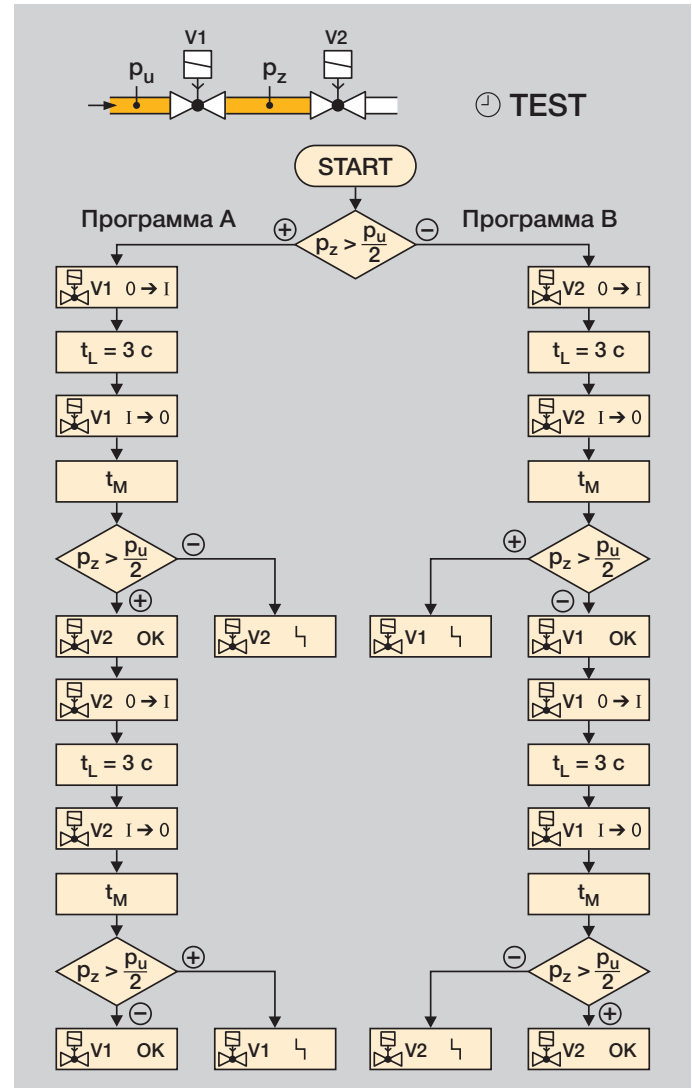 V1 V2
pu pz
TEST
START
Программа A
Программа B
pz > pu/2
V1 0 → I
V2 0 → I
tL = 3 c
tL = 3 c
V1 I → 0
V2 I → 0
tM
tM
pz > pu/2
pz > pu/2
V2 OK
V2
V1
V1 OK
V2 0 → I
V1 0 → I
tL = 3 c
tL = 3 c
V2 I → 0
V1 I → 0
tM
tM
pz > pu/2
pz > pu/2
V1 OK
V1
V2
V2 OK